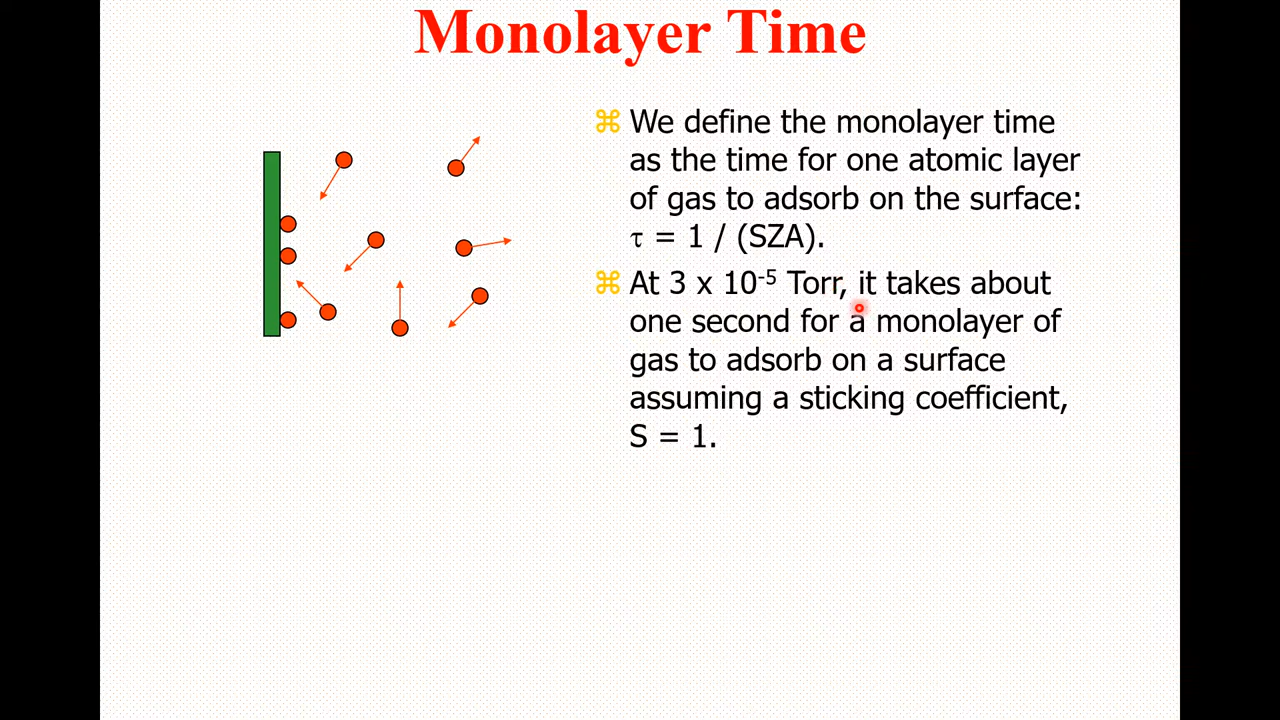 Monolayer Time
⌘ We define the monolayer time
as the time for one atomic layer
of gas to adsorb on the surface:
τ = 1 / (SZA).
⌘ At 3 x 10⁻⁵ Torr, it takes about
one second for a monolayer of
gas to adsorb on a surface
assuming a sticking coefficient,
S = 1.